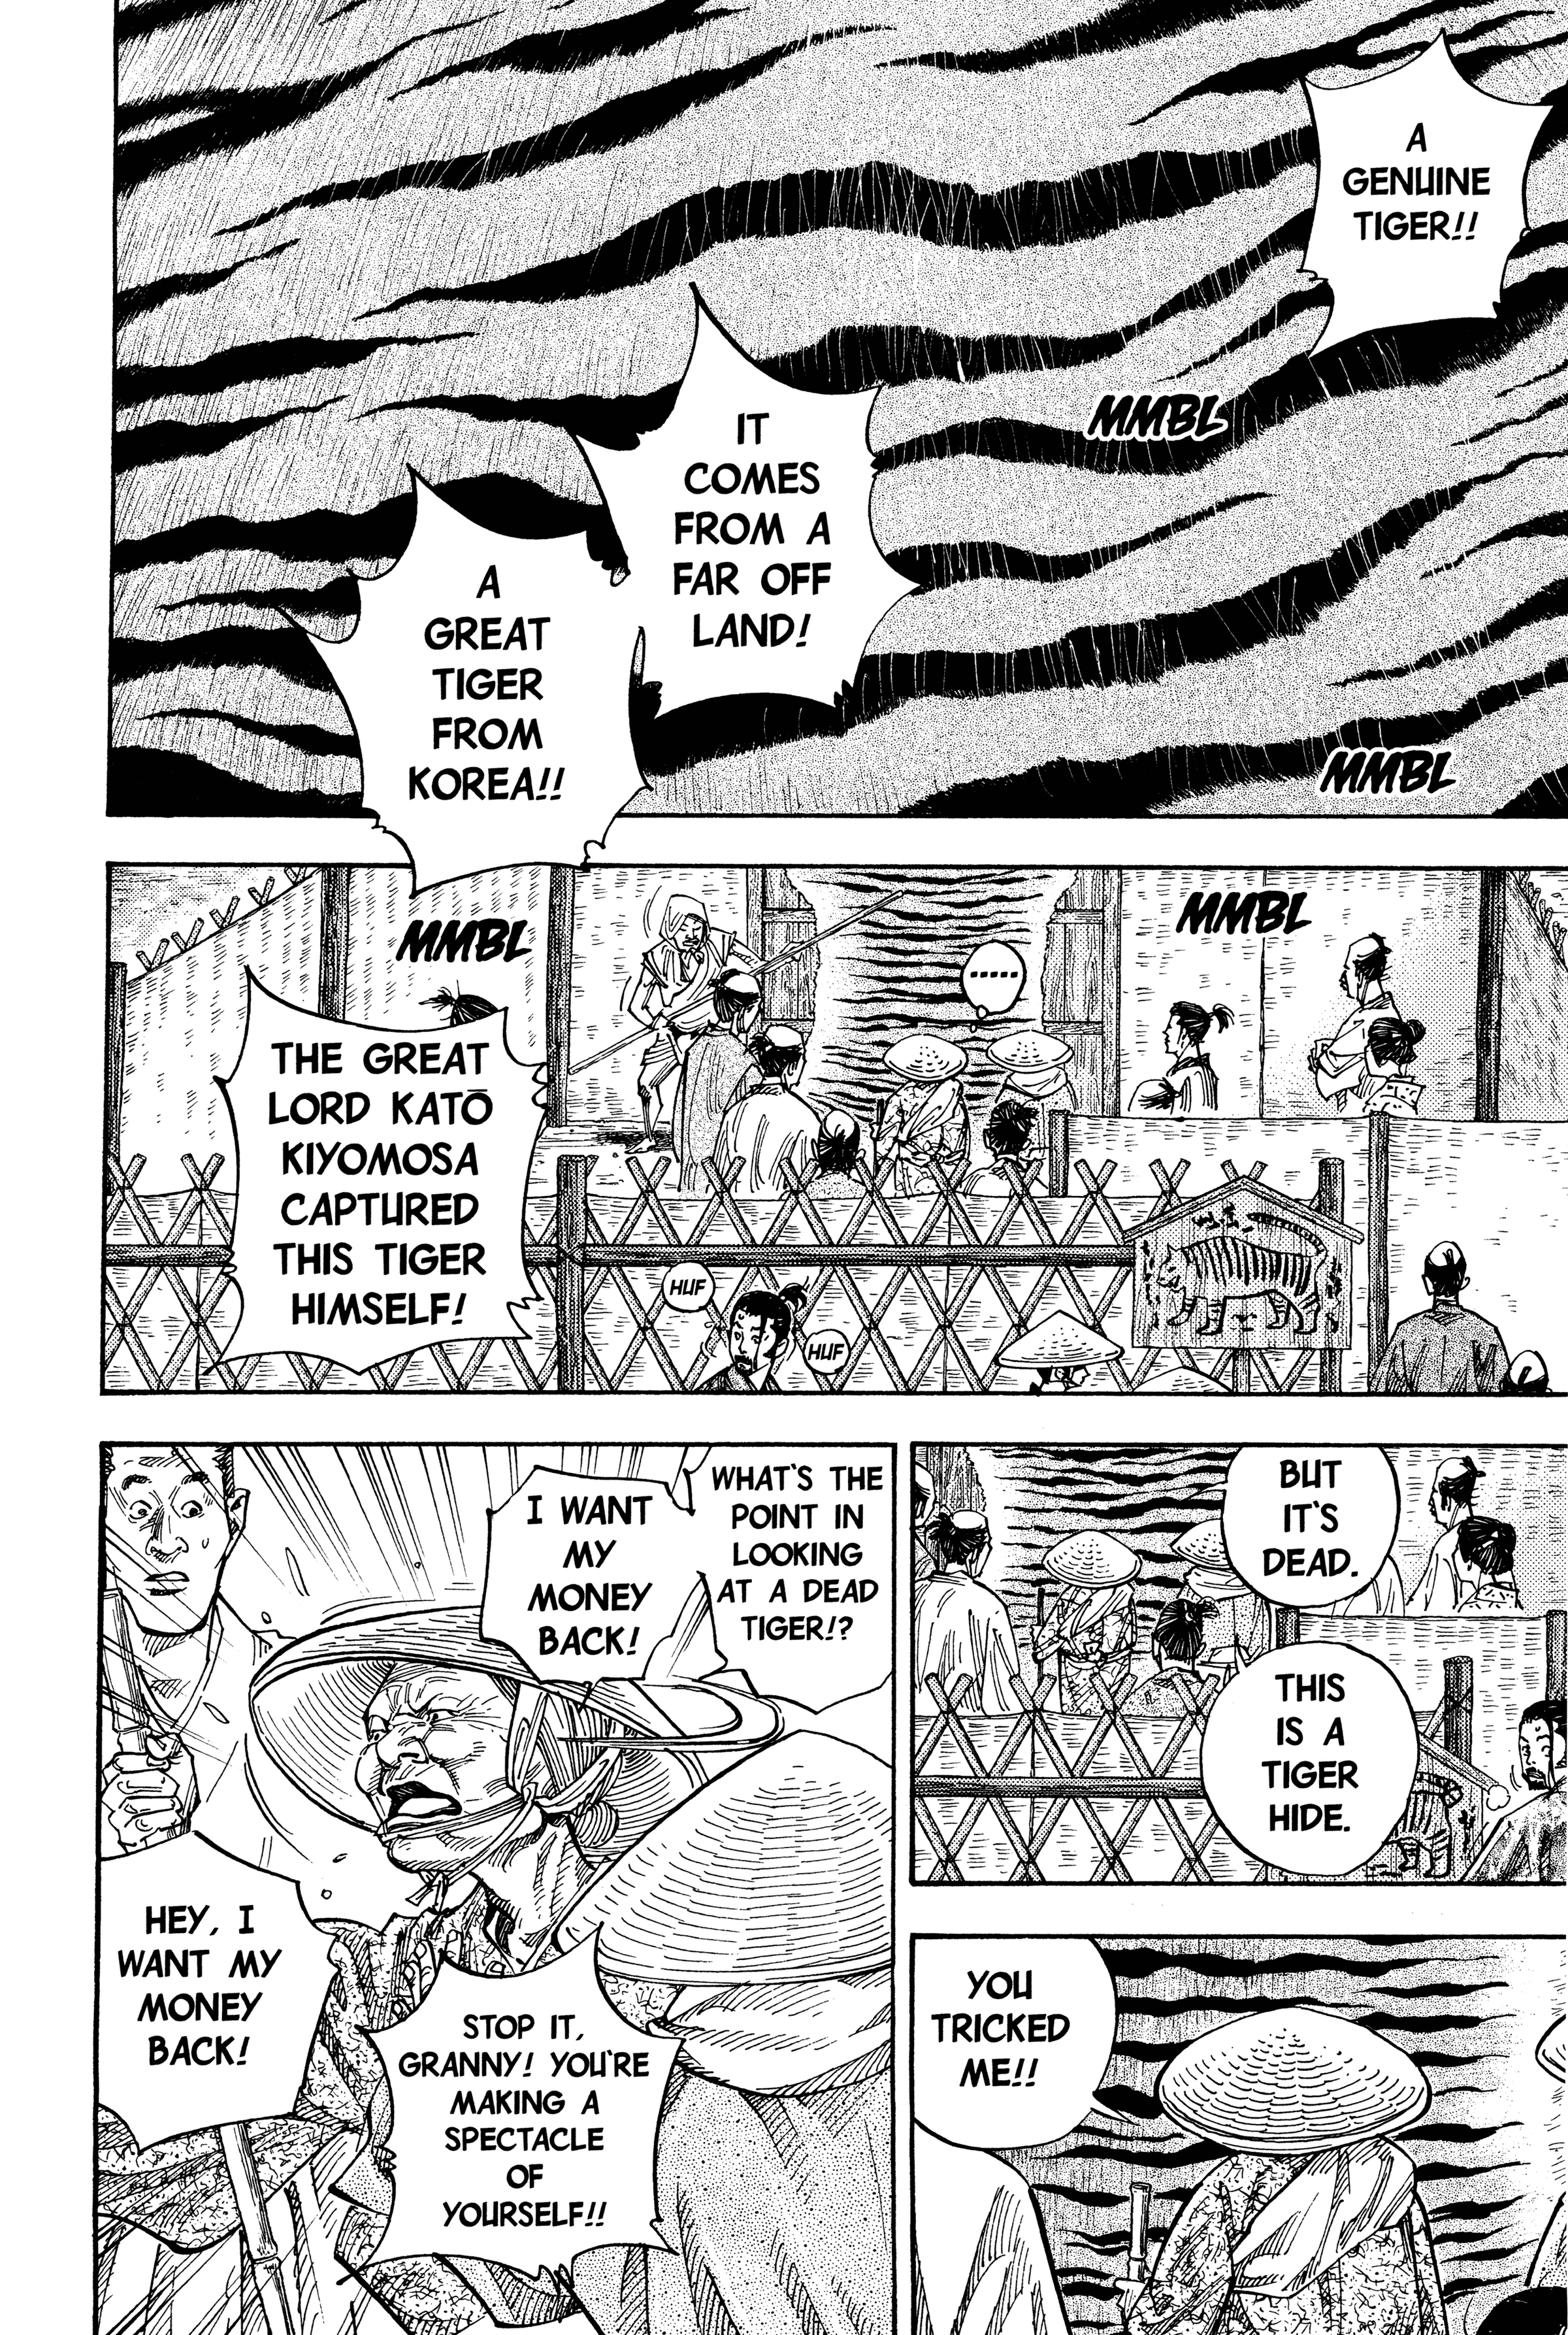 A
GENUINE
TIGER!!
IT
COMES
FROM A
FAR OFF
LAND!
MMBL
A
GREAT
TIGER
FROM
KOREA!!
MMBL
MMBL
MMBL
.....
THE GREAT
LORD KATŌ
KIYOMOSA
CAPTURED
THIS TIGER
HIMSELF!
HUF
HUF
BUT
IT'S
DEAD.
THIS
IS A
TIGER
HIDE.
YOU
TRICKED
ME!!
WHAT'S THE
POINT IN
LOOKING
AT A DEAD
TIGER!?
I WANT
MY
MONEY
BACK!
STOP IT,
GRANNY! YOU'RE
MAKING A
SPECTACLE
OF
YOURSELF!!
HEY, I
WANT MY
MONEY
BACK!